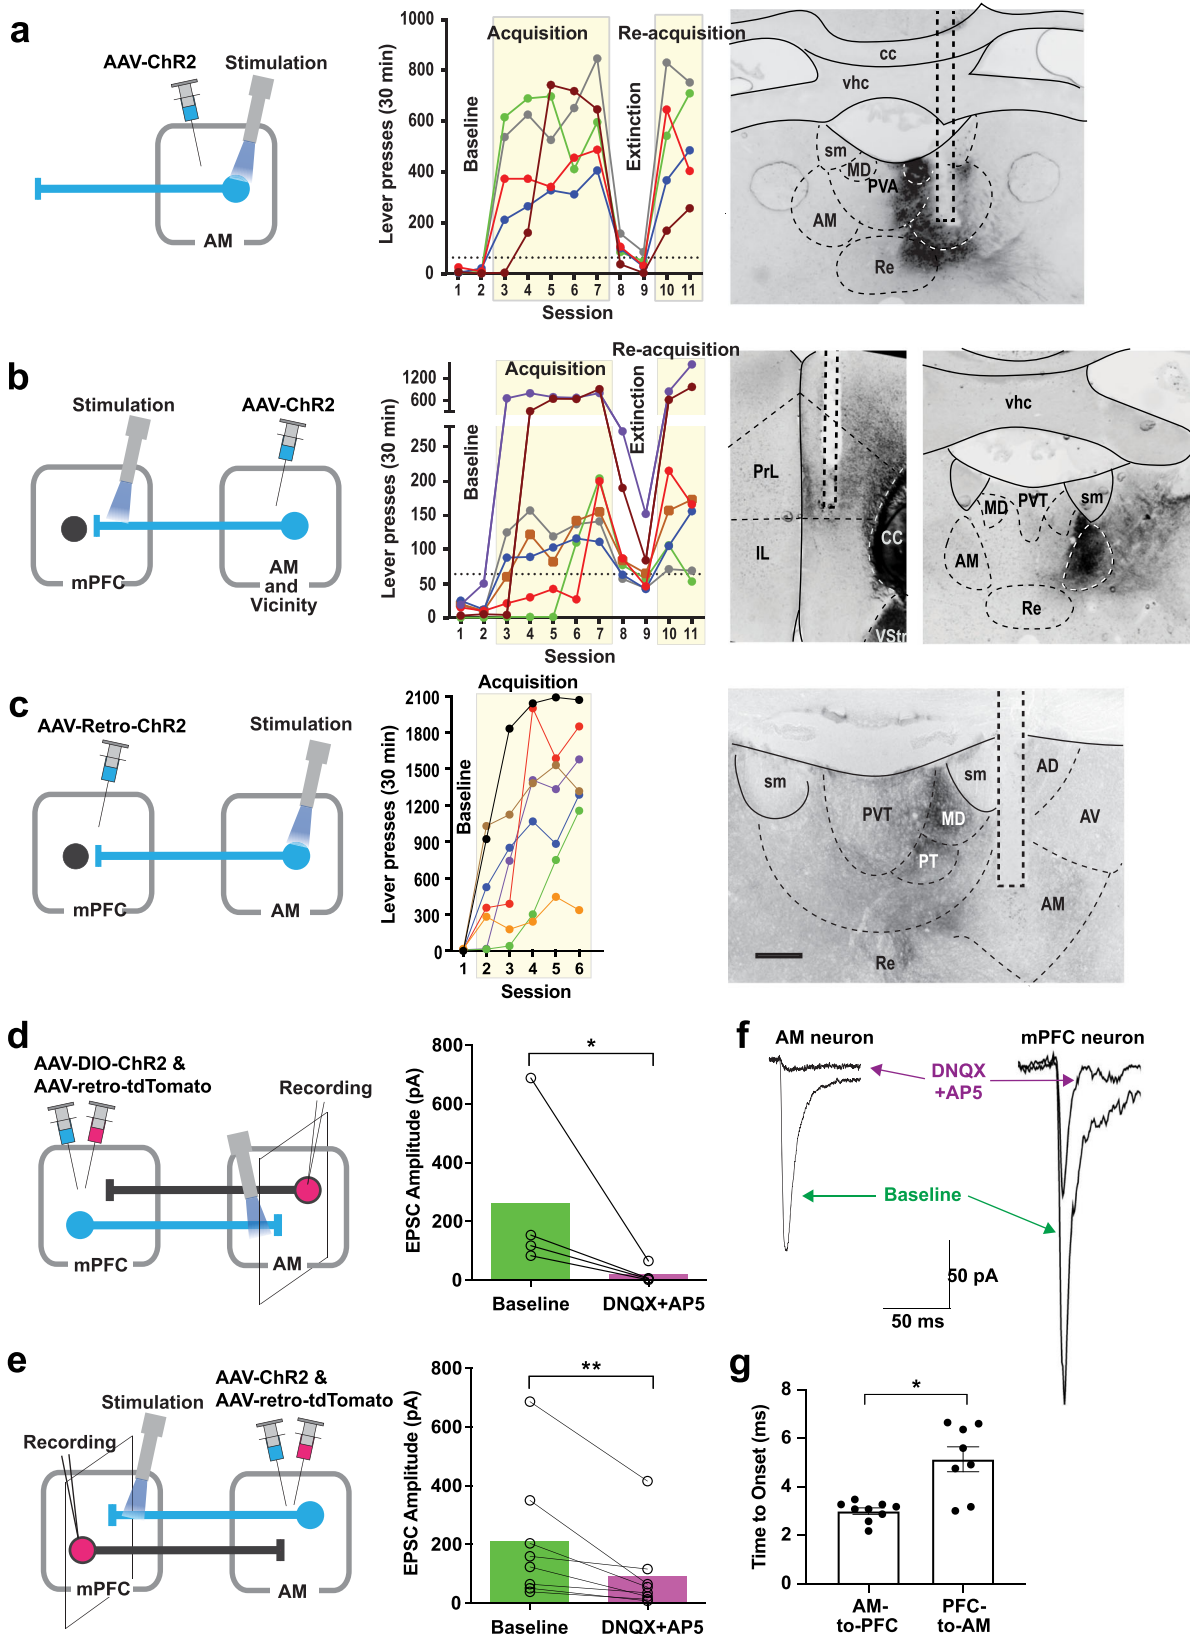 a
AAV-ChR2
Stimulation
AM
Lever presses (30 min)
1000
800
600
400
200
0
Baseline
Acquisition
Extinction
Re-acquisition
1 2 3 4 5 6 7 8 9 10 11
Session
cc
vhc
sm
MD
PVA
AM
Re
b
Stimulation
AAV-ChR2
mPFC
AM
and
Vicinity
Lever presses (30 min)
1200
600
250
200
150
100
50
0
Baseline
Acquisition
Extinction
Re-acquisition
1 2 3 4 5 6 7 8 9 10 11
Session
PrL
IL
CC
VStr
vhc
sm
MD
PVT
AM
Re
c
AAV-Retro-ChR2
Stimulation
mPFC
AM
Lever presses (30 min)
2100
1800
1500
1200
900
600
300
0
Baseline
Acquisition
1 2 3 4 5 6
Session
sm
sm
AD
PVT
MD
AV
PT
AM
Re
d
AAV-DIO-ChR2 &
AAV-retro-tdTomato
Recording
mPFC
AM
EPSC Amplitude (pA)
800
600
400
200
0
*
Baseline
DNQX+AP5
f
AM neuron
mPFC neuron
DNQX
+AP5
Baseline
50 pA
50 ms
e
AAV-ChR2 &
AAV-retro-tdTomato
Stimulation
Recording
mPFC
AM
EPSC Amplitude (pA)
800
600
400
200
0
**
Baseline
DNQX+AP5
g
Time to Onset (ms)
8
6
4
2
0
*
AM-
to-PFC
PFC-
to-AM